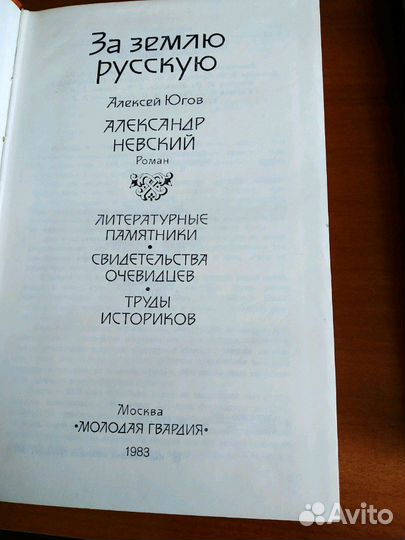 За землю
русскую
Алексей Югов
АЛЕКСАНДР
НЕВСКИЙ
Роман
ЛИТЕРАТУРНЫЕ
ПАМЯТНИКИ
•
СВИДЕТЕЛЬСТВА
ОЧЕВИДЦЕВ
•
ТРУДЫ
ИСТОРИКОВ
Москва
«МОЛОДАЯ ГВАРДИЯ»
1983
Avito